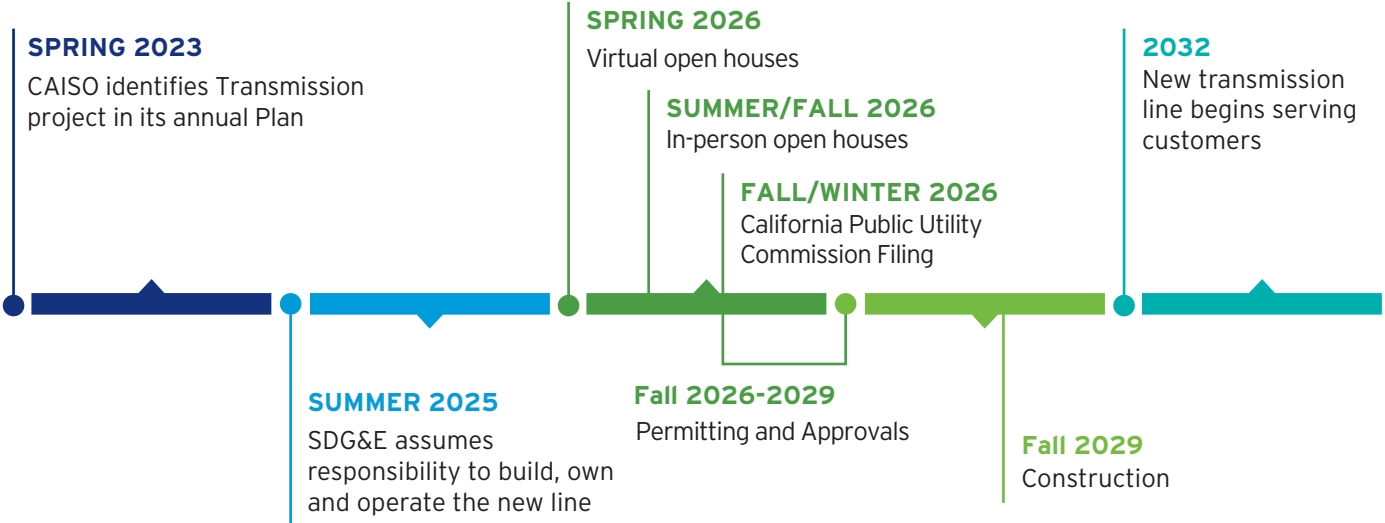 SPRING 2023
CAISO identifies Transmission
project in its annual Plan
SUMMER 2025
SDG&E assumes
responsibility to build, own
and operate the new line
SPRING 2026
Virtual open houses
SUMMER/FALL 2026
In-person open houses
FALL/WINTER 2026
California Public Utility
Commission Filing
Fall 2026-2029
Permitting and Approvals
Fall 2029
Construction
2032
New transmission
line begins serving
customers